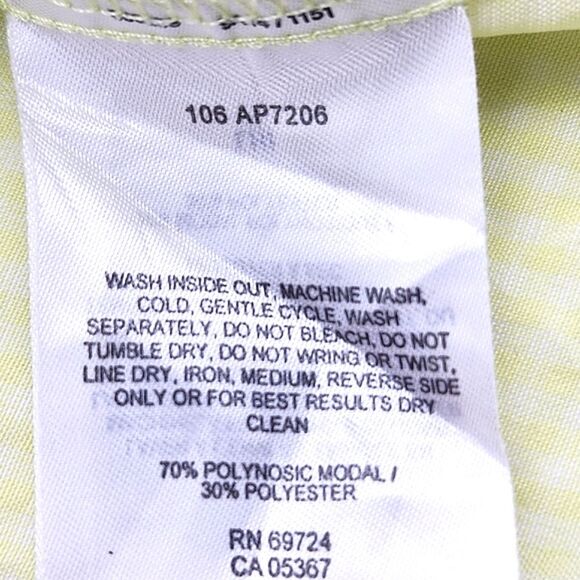 1151
106 AP7206
WASH INSIDE OUT, MACHINE WASH,
COLD, GENTLE CYCLE, WASH
SEPARATELY, DO NOT BLEACH, DO NOT
TUMBLE DRY, DO NOT WRING OR TWIST,
LINE DRY, IRON, MEDIUM, REVERSE SIDE
ONLY OR FOR BEST RESULTS DRY
CLEAN
70% POLYNOSIC MODAL /
30% POLYESTER
RN 69724
CA 05367